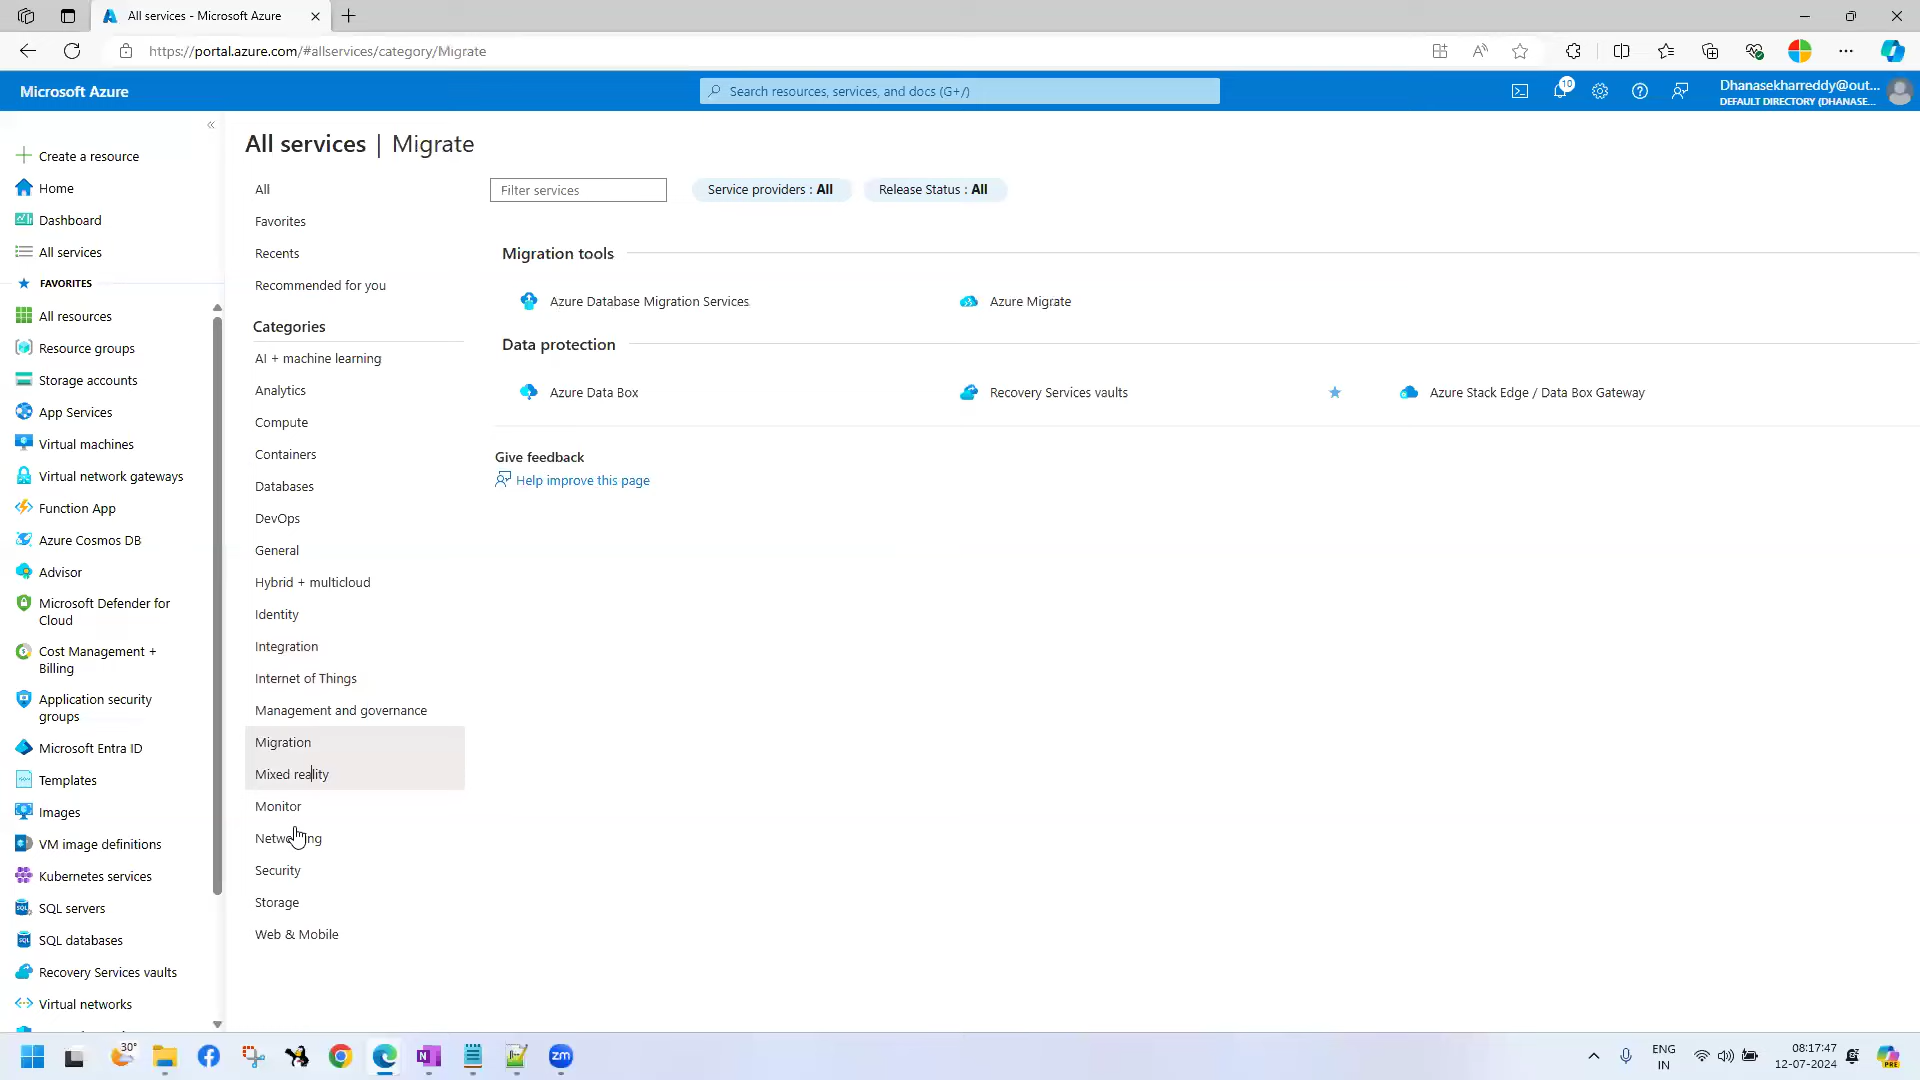 All services - Microsoft Azure
https://portal.azure.com/#allservices/category/Migrate
Microsoft Azure
Search resources, services, and docs (G+/)
10
Dhanasekharreddy@out...
DEFAULT DIRECTORY (DHANASE...
Create a resource
Home
Dashboard
All services
FAVORITES
All resources
Resource groups
Storage accounts
App Services
Virtual machines
Virtual network gateways
Function App
Azure Cosmos DB
Advisor
Microsoft Defender for
Cloud
Cost Management +
Billing
Application security
groups
Microsoft Entra ID
Templates
Images
VM image definitions
Kubernetes services
SQL servers
SQL databases
Recovery Services vaults
Virtual networks
All services | Migrate
All
Favorites
Recents
Recommended for you
Categories
AI + machine learning
Analytics
Compute
Containers
Databases
DevOps
General
Hybrid + multicloud
Identity
Integration
Internet of Things
Management and governance
Migration
Mixed reality
Monitor
Networking
Security
Storage
Web & Mobile
Filter services
Service providers : All
Release Status : All
Migration tools
Azure Database Migration Services
Azure Migrate
Data protection
Azure Data Box
Recovery Services vaults
Azure Stack Edge / Data Box Gateway
Give feedback
Help improve this page
30°
zm
ENG
IN
08:17:47
12-07-2024
PRE